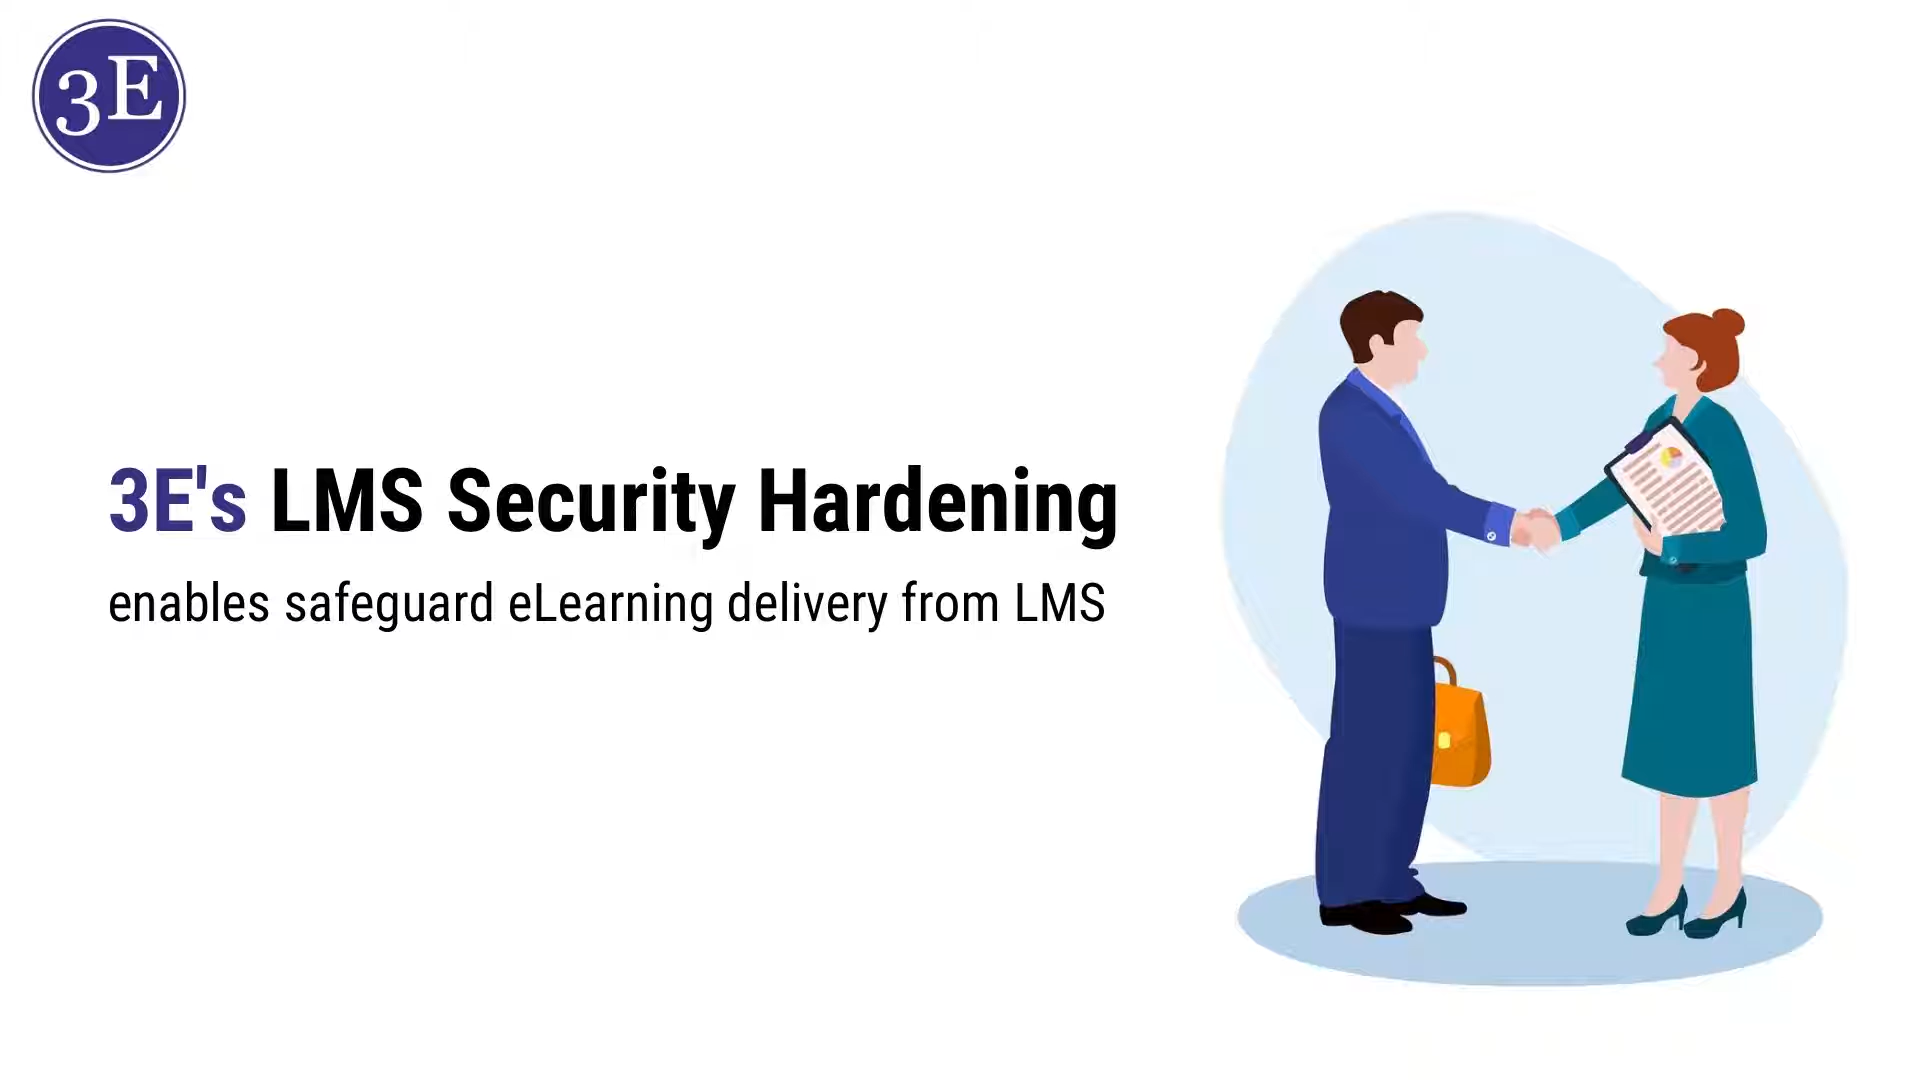 3E
3E's LMS Security Hardening
enables safeguard eLearning delivery from LMS